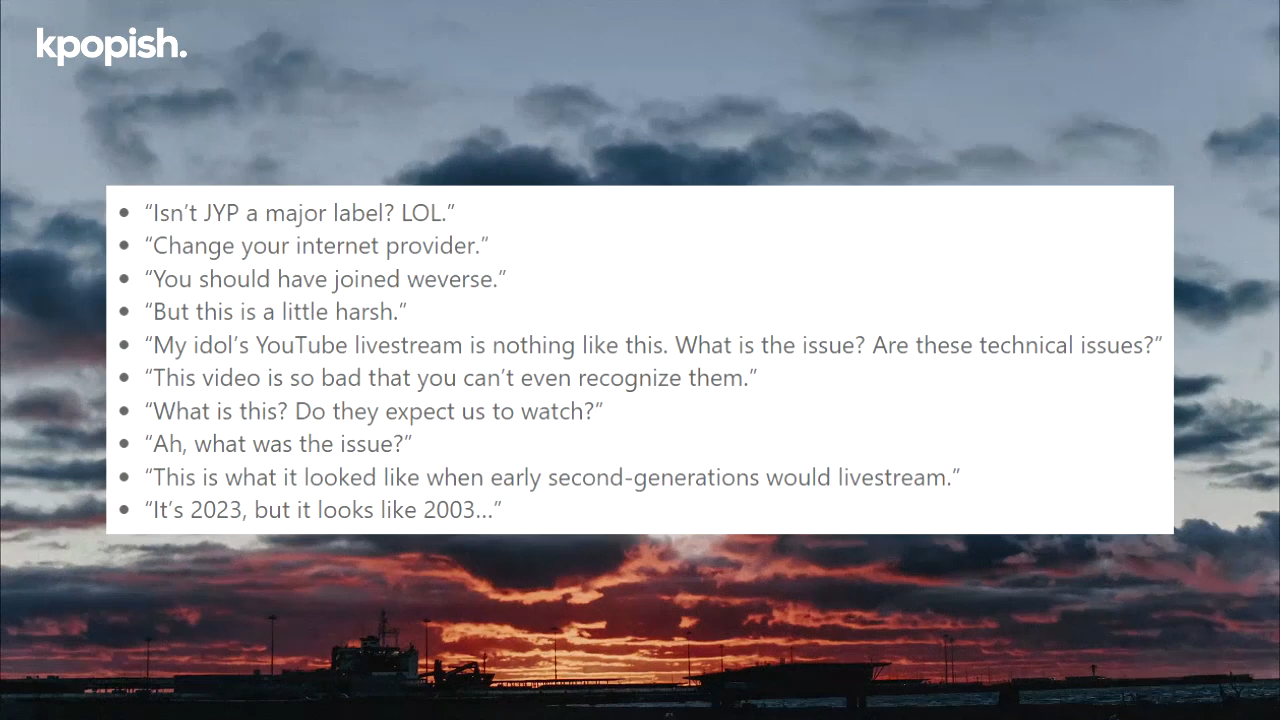 kpopish.
• “Isn’t JYP a major label? LOL.”
• “Change your internet provider.”
• “You should have joined weverse.”
• “But this is a little harsh.”
• “My idol’s YouTube livestream is nothing like this. What is the issue? Are these technical issues?”
• “This video is so bad that you can’t even recognize them.”
• “What is this? Do they expect us to watch?”
• “Ah, what was the issue?”
• “This is what it looked like when early second-generations would livestream.”
• “It’s 2023, but it looks like 2003…”